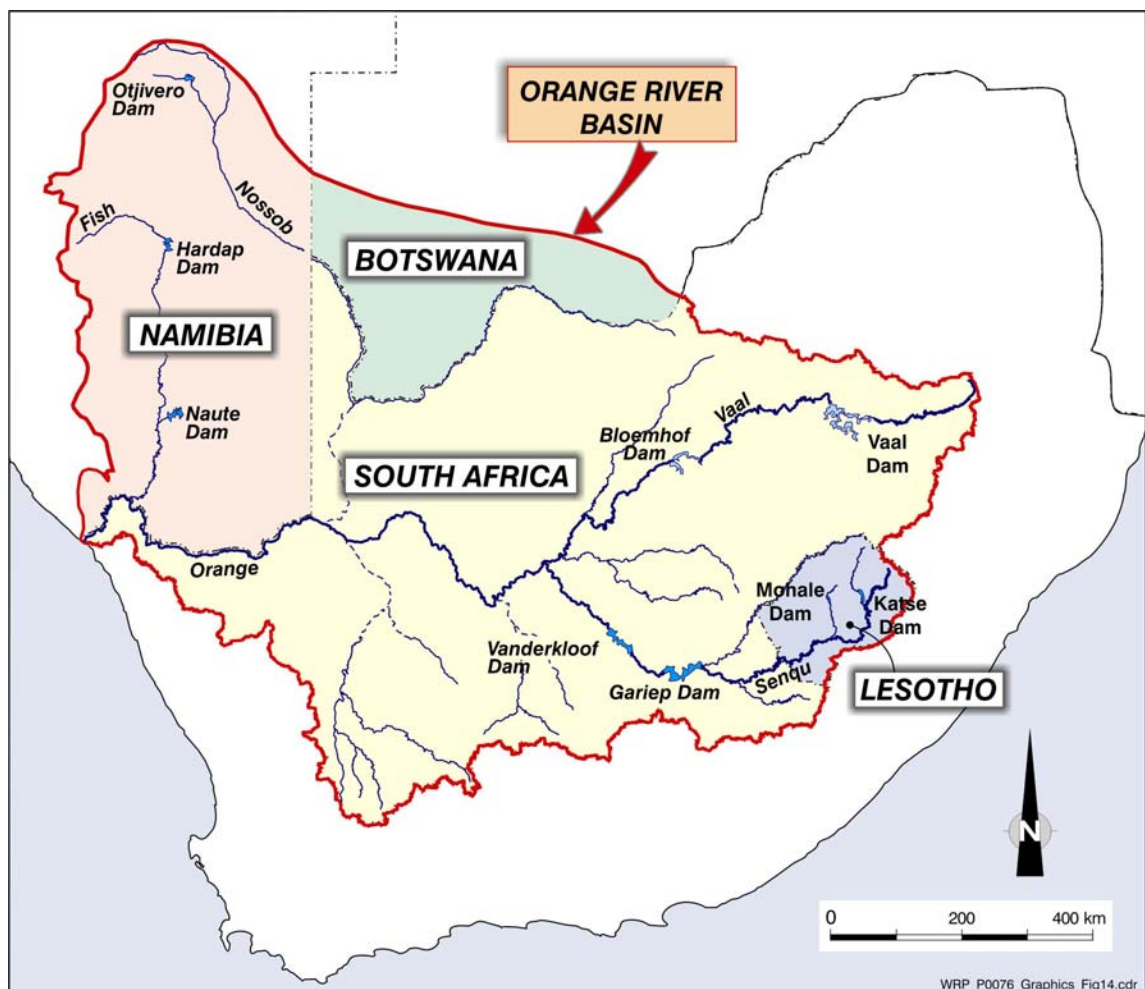 ORANGE RIVER
BASIN
Otjivero
Dam
Nossob
Fish
Hardap
Dam
BOTSWANA
NAMIBIA
Naute
Dam
Vaal
Bloemhof
Dam
Vaal
Dam
SOUTH AFRICA
Orange
Mohale
Dam
Katse
Dam
Vanderkloof
Dam
Senqu
Gariep Dam
LESOTHO
N
0 200 400 km
WRP_P0076_Graphics_Fig14.cdr